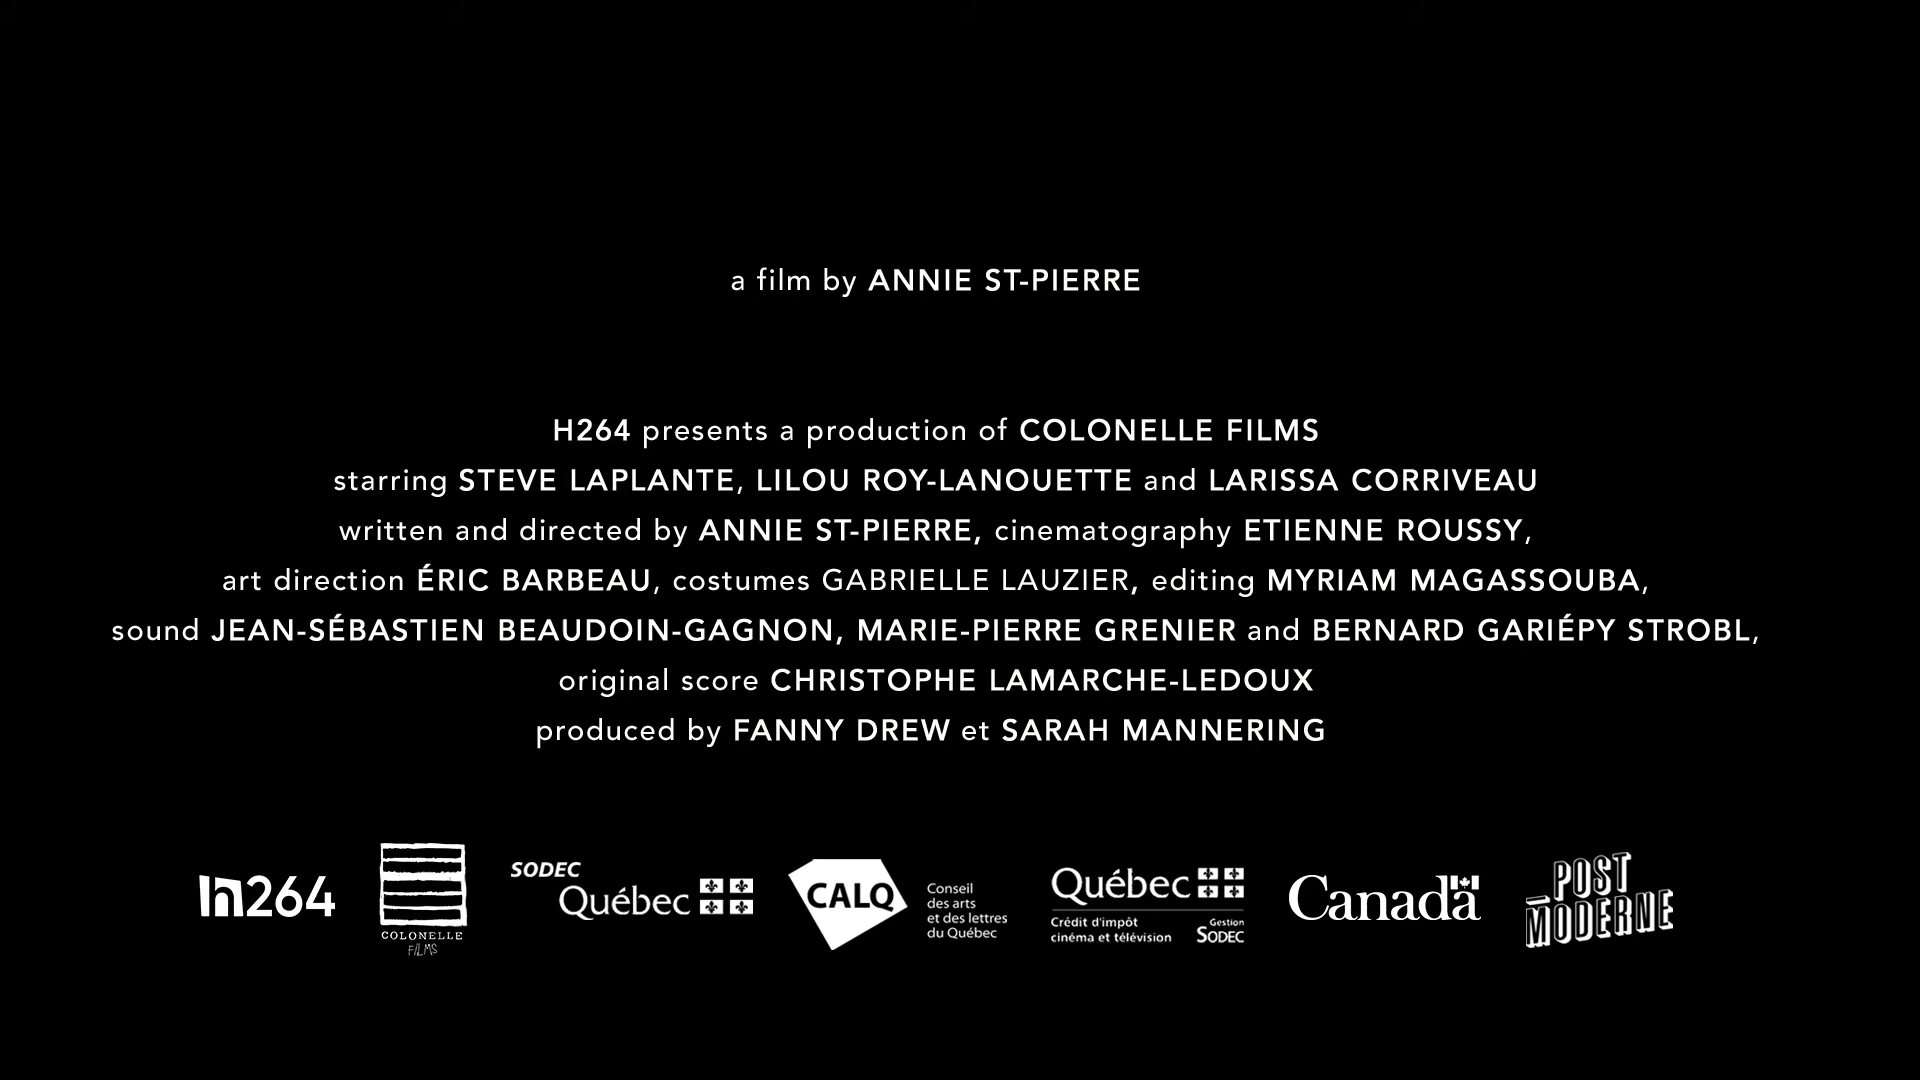 a film by ANNIE ST-PIERRE
H264 presents a production of COLONELLE FILMS
starring STEVE LAPLANTE, LILOU ROY-LANOUETTE and LARISSA CORRIVEAU
written and directed by ANNIE ST-PIERRE, cinematography ETIENNE ROUSSY,
art direction ÉRIC BARBEAU, costumes GABRIELLE LAUZIER, editing MYRIAM MAGASSOUBA,
sound JEAN-SÉBASTIEN BEAUDOIN-GAGNON, MARIE-PIERRE GRENIER and BERNARD GARIÉPY STROBL,
original score CHRISTOPHE LAMARCHE-LEDOUX
produced by FANNY DREW et SARAH MANNERING
h264
COLONELLE
FILMS
SODEC
Québec
CALQ
Conseil
des arts
et des lettres
du Québec
Québec
Crédit d'impôt
cinéma et télévision
Gestion
SODEC
Canada
POST
MODERNE